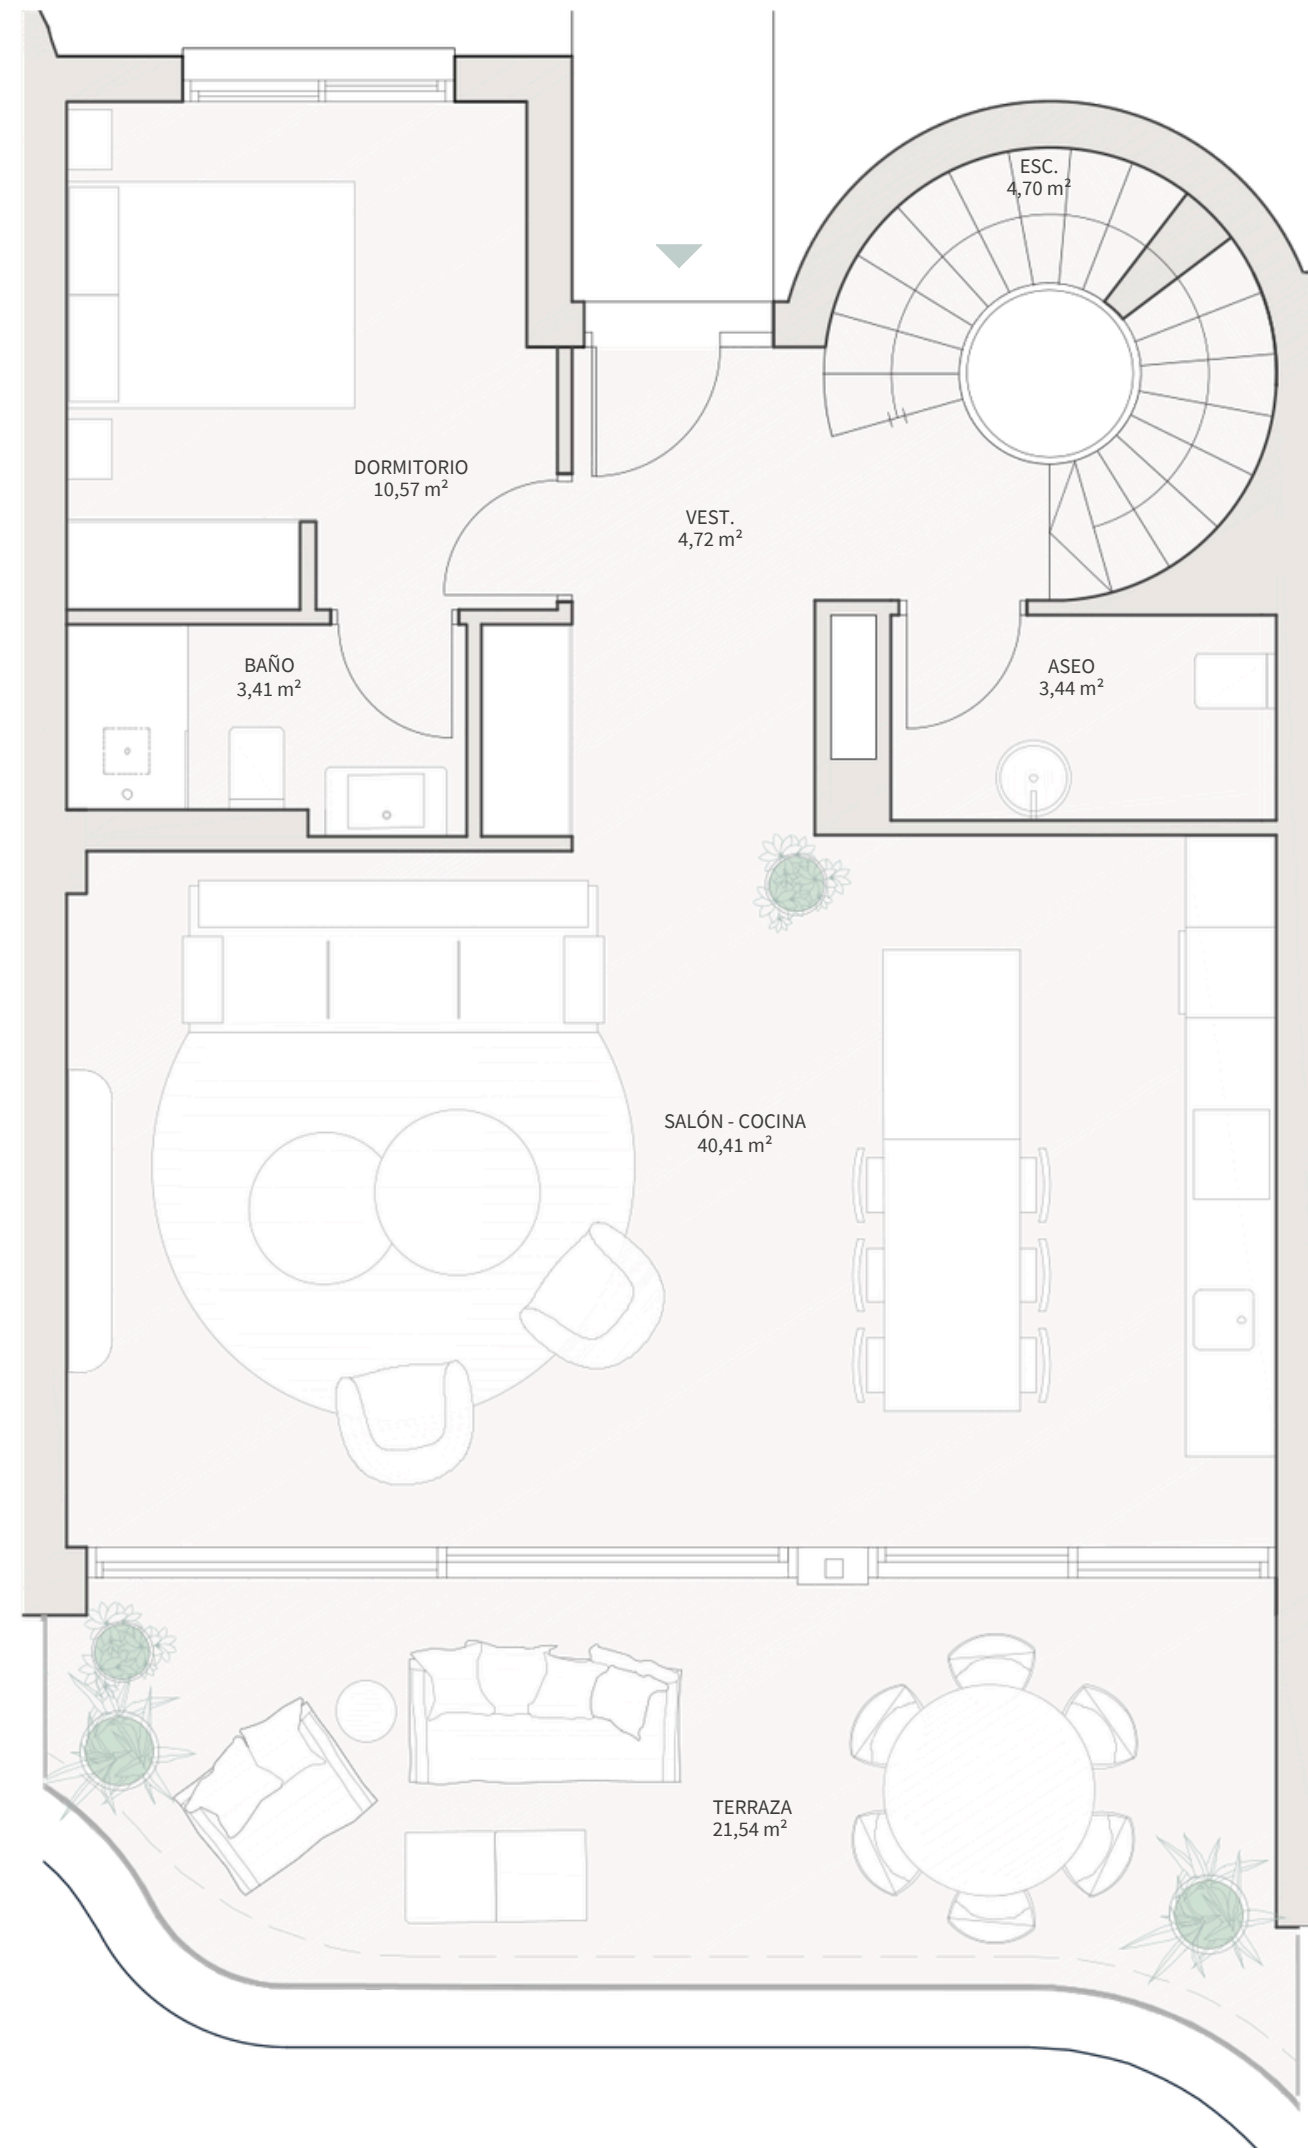 ESC.
4,70 m²
DORMITORIO
10,57 m²
VEST.
4,72 m²
BAÑO
3,41 m²
ASEO
3,44 m²
SALÓN - COCINA
40,41 m²
TERRAZA
21,54 m²